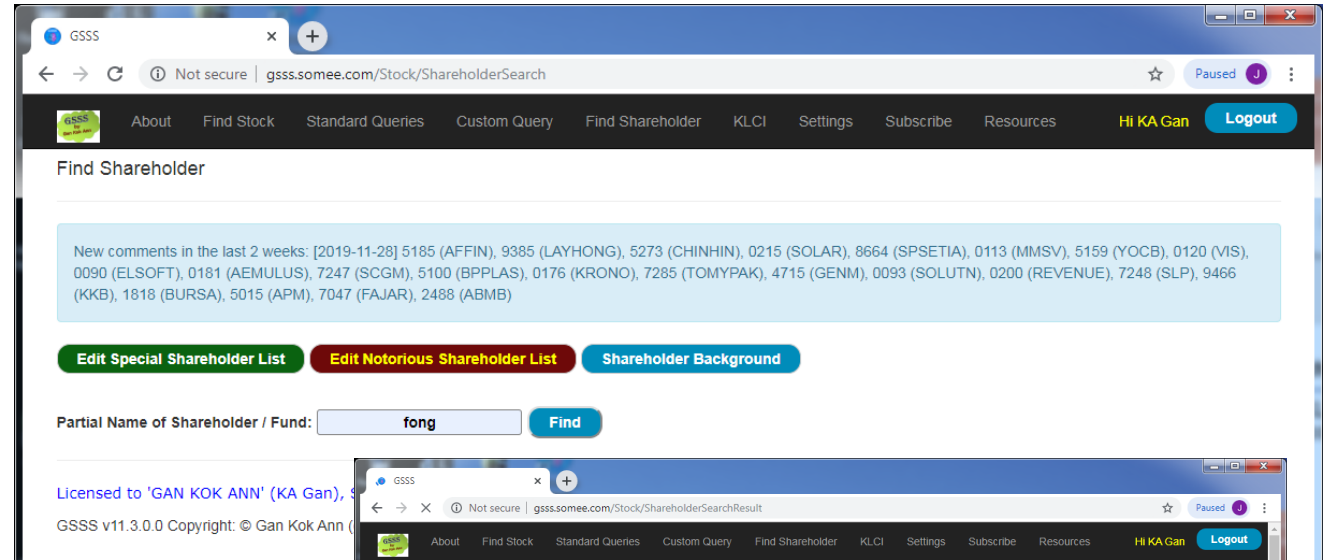 GSSS
Not secure | gsss.somee.com/Stock/ShareholderSearch
Paused J
GSSS by Gan Kok Ann
About Find Stock Standard Queries Custom Query Find Shareholder KLCI Settings Subscribe Resources Hi KA Gan Logout
Find Shareholder
New comments in the last 2 weeks: [2019-11-28] 5185 (AFFIN), 9385 (LAYHONG), 5273 (CHINHIN), 0215 (SOLAR), 8664 (SPSETIA), 0113 (MMSV), 5159 (YOCB), 0120 (VIS),
0090 (ELSOFT), 0181 (AEMULUS), 7247 (SCGM), 5100 (BPPLAS), 0176 (KRONO), 7285 (TOMYPAK), 4715 (GENM), 0093 (SOLUTN), 0200 (REVENUE), 7248 (SLP), 9466
(KKB), 1818 (BURSA), 5015 (APM), 7047 (FAJAR), 2488 (ABMB)
Edit Special Shareholder List Edit Notorious Shareholder List Shareholder Background
Partial Name of Shareholder / Fund: fong Find
Licensed to 'GAN KOK ANN' (KA Gan),
GSSS v11.3.0.0 Copyright: © Gan Kok Ann (
GSSS
Not secure | gsss.somee.com/Stock/ShareholderSearchResult
Paused J
GSSS
About Find Stock Standard Queries Custom Query Find Shareholder KLCI Settings Subscribe Resources Hi KA Gan Logout